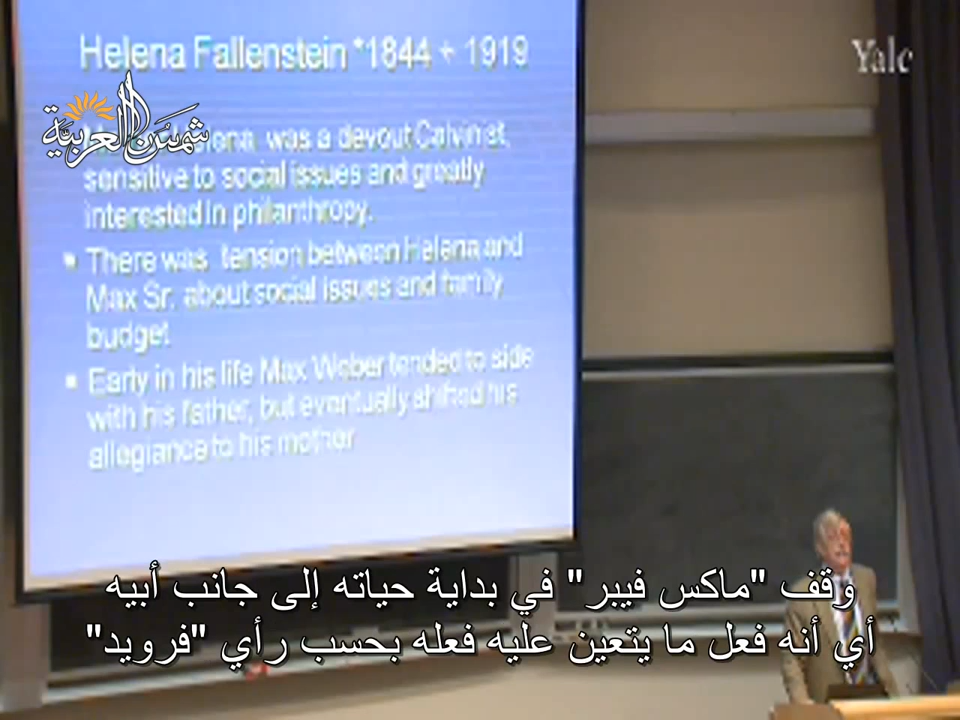 Helena Fallenstein *1844 + 1919
Yale
شمس العربية
was a devout Calvinist,
sensitive to social issues and greatly
interested in philanthropy.
There was tension between Helena and
Max Sr. about social issues and family
budget
Early in his life Max Weber tended to side
with his father, but eventually shifted his
allegiance to his mother
وقف "ماكس فيبر" في بداية حياته إلى جانب أبيه
أي أنه فعل ما يتعين عليه فعله بحسب رأي "فرويد"